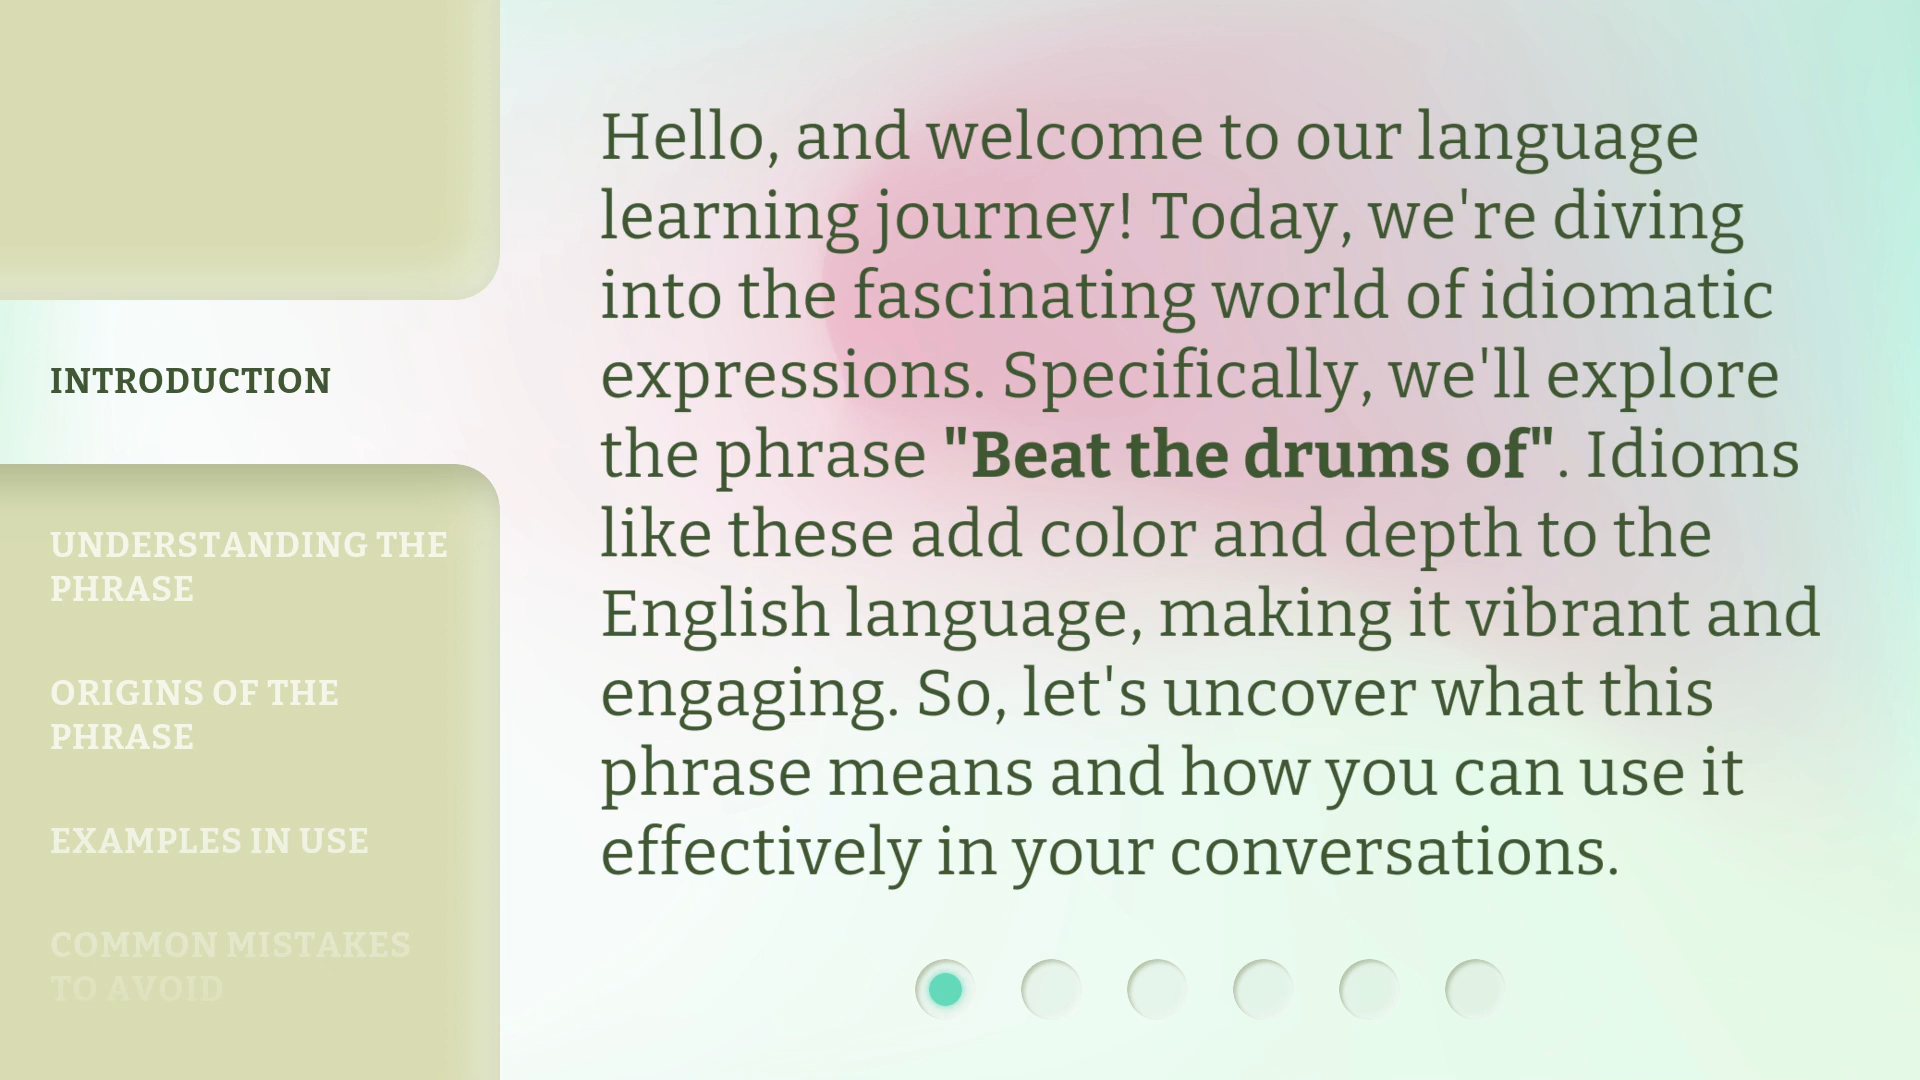 INTRODUCTION
UNDERSTANDING THE
PHRASE
ORIGINS OF THE
PHRASE
EXAMPLES IN USE
COMMON MISTAKES
TO AVOID
Hello, and welcome to our language
learning journey! Today, we're diving
into the fascinating world of idiomatic
expressions. Specifically, we'll explore
the phrase "Beat the drums of". Idioms
like these add color and depth to the
English language, making it vibrant and
engaging. So, let's uncover what this
phrase means and how you can use it
effectively in your conversations.